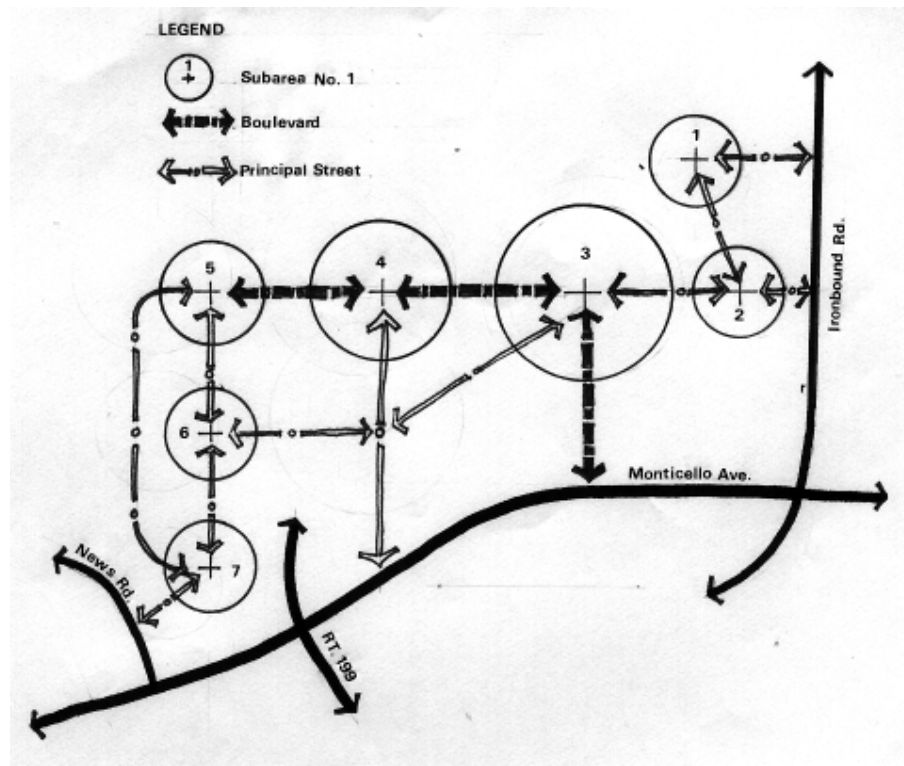 LEGEND
1
Subarea No. 1
Boulevard
Principal Street
1
2
3
4
5
6
7
Ironbound Rd.
Monticello Ave.
News Rd.
RT. 199